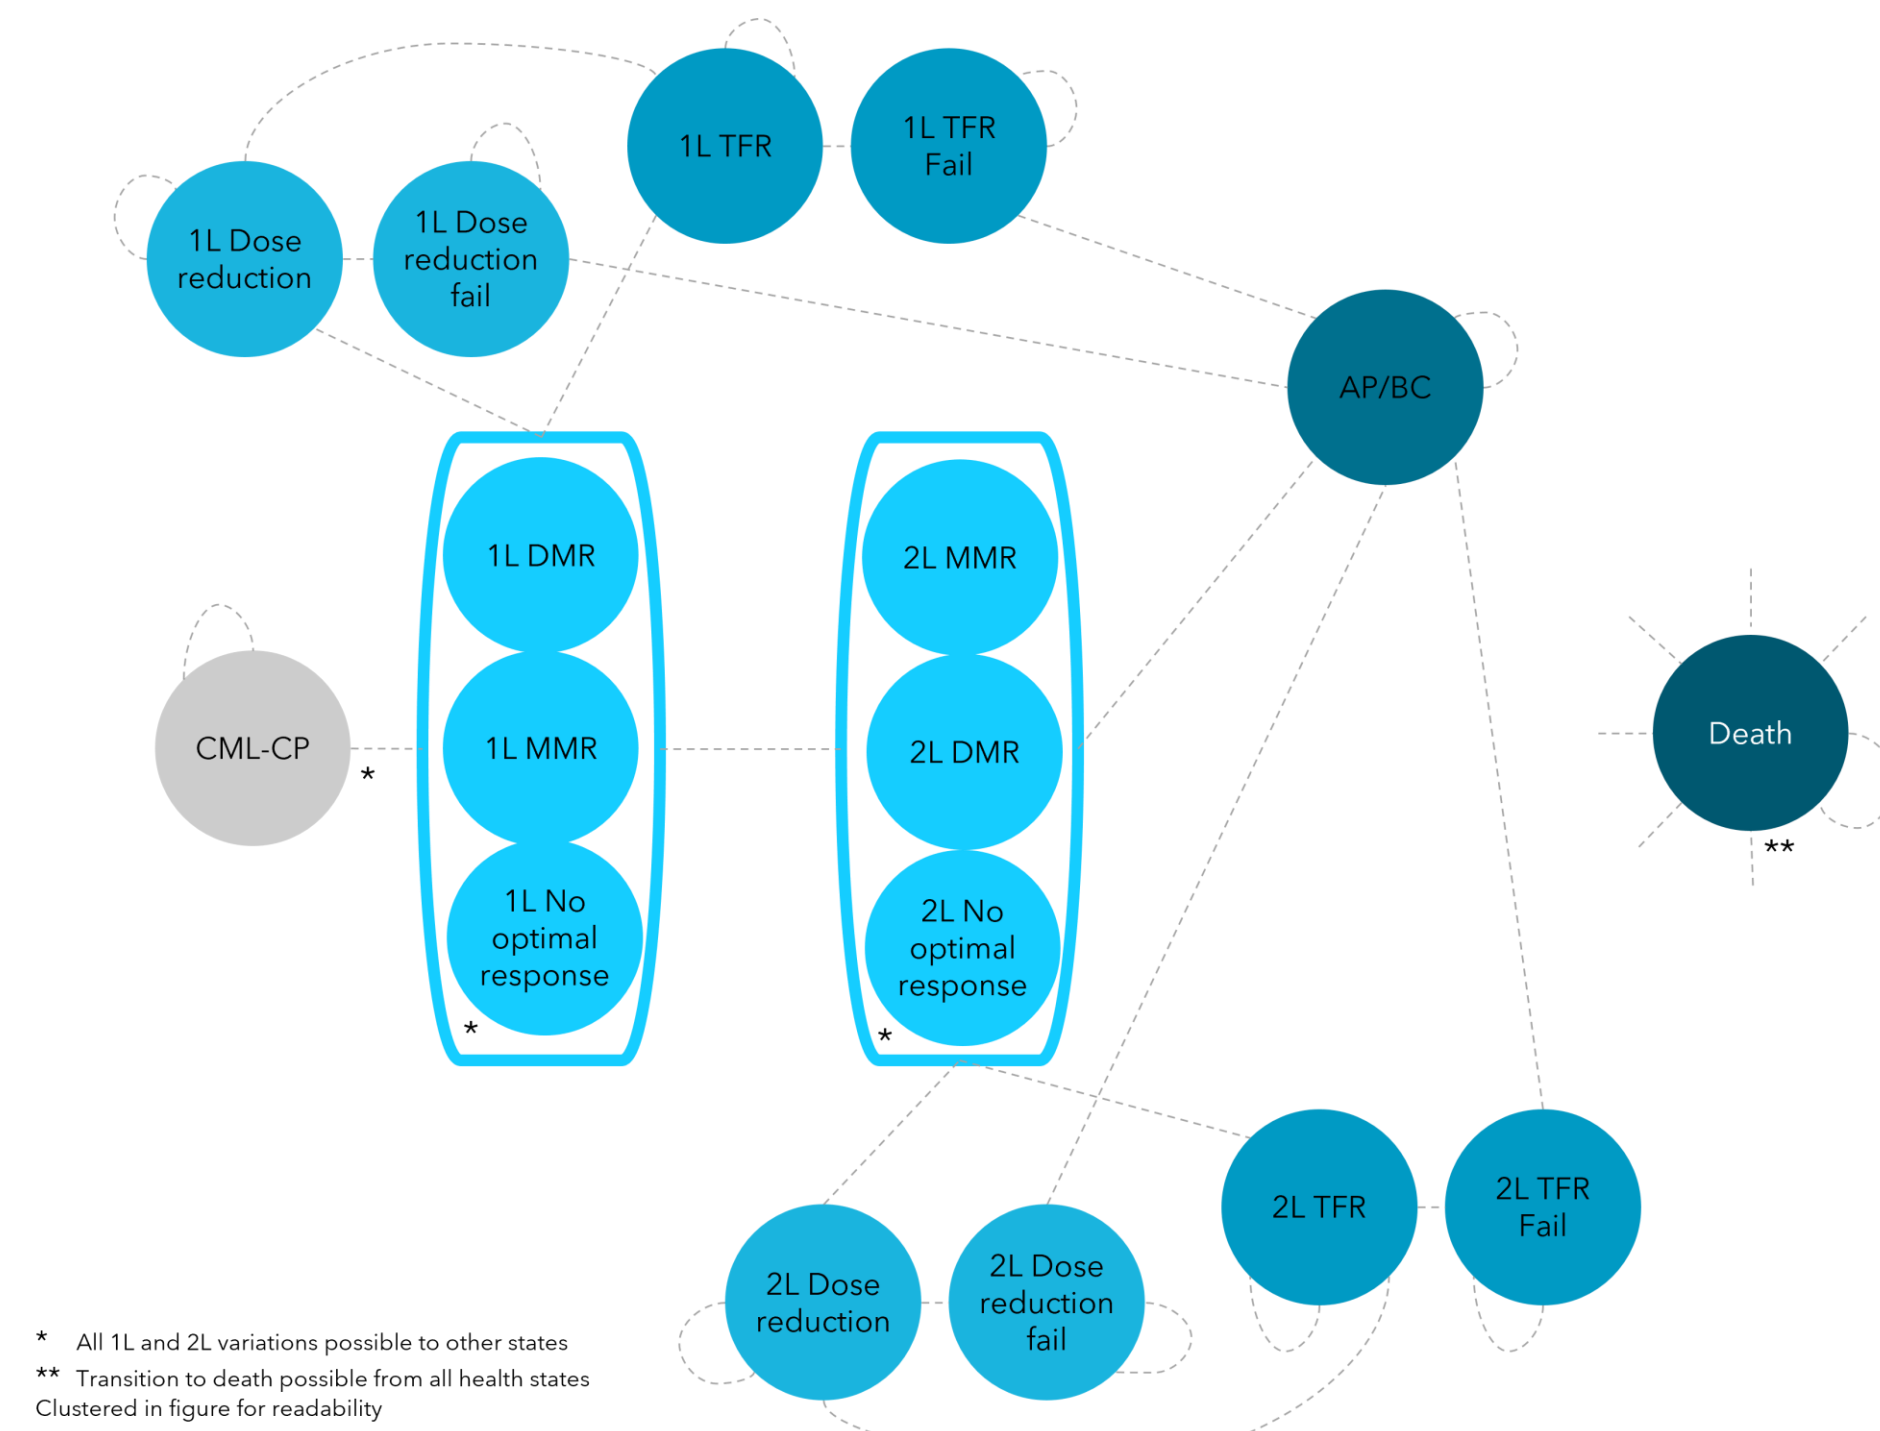 1L TFR
1L TFR
Fail
1L Dose
reduction
1L Dose
reduction
fail
AP/BC
1L DMR
2L MMR
CML-CP
*
1L MMR
2L DMR
Death
**
1L No
optimal
response
*
2L No
optimal
response
*
2L TFR
2L TFR
Fail
2L Dose
reduction
2L Dose
reduction
fail
* All 1L and 2L variations possible to other states
** Transition to death possible from all health states
Clustered in figure for readability